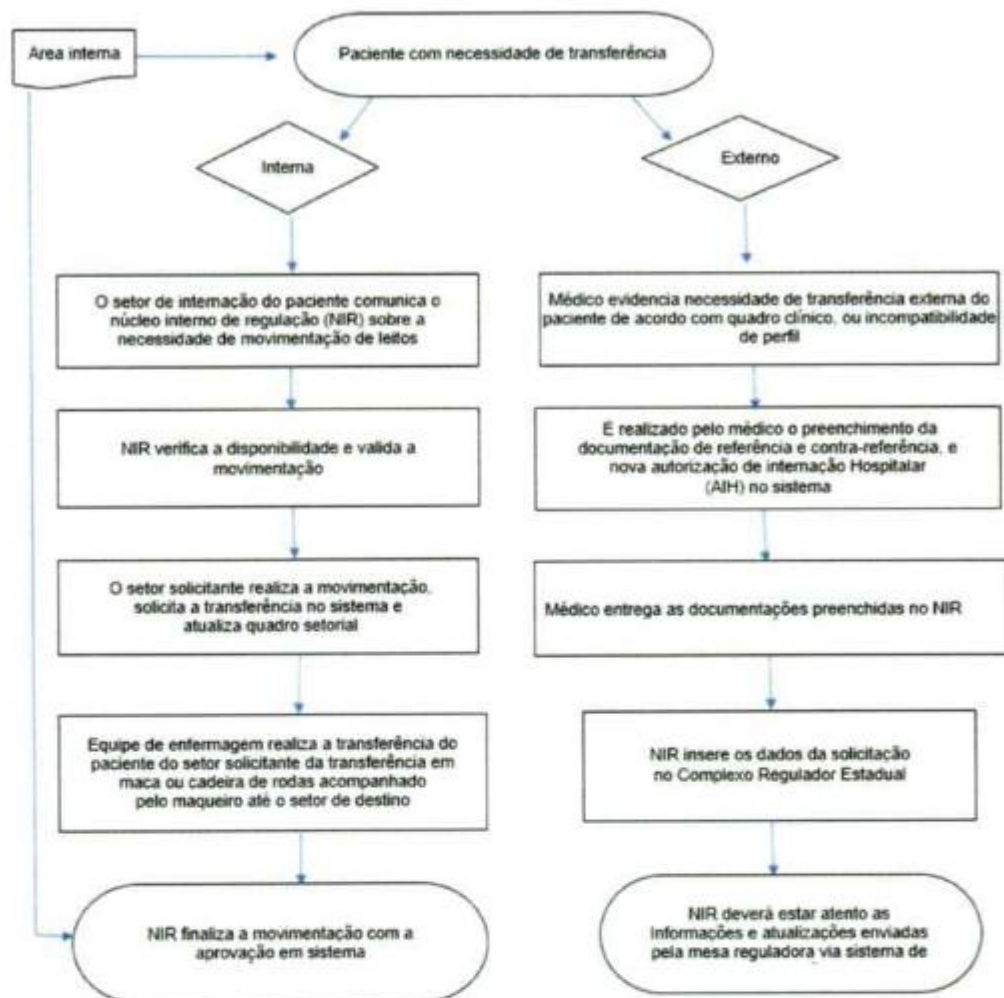 Area interna
Paciente com necessidade de transferência
Interna
Externo
O setor de internação do paciente comunica o
núcleo interno de regulação (NIR) sobre a
necessidade de movimentação de leitos
NIR verifica a disponibilidade e valida a
movimentação
O setor solicitante realiza a movimentação,
solicita a transferência no sistema e
atualiza quadro setorial
Equipe de enfermagem realiza a transferência do
paciente do setor solicitante da transferência em
maca ou cadeira de rodas acompanhado
pelo maqueiro até o setor de destino
NIR finaliza a movimentação com a
aprovação em sistema
Médico evidencia necessidade de transferência externa do
paciente de acordo com quadro clínico, ou incompatibilidade
de perfil
E realizado pelo médico o preenchimento da
documentação de referência e contra-referência, e
nova autorização de internação Hospitalar
(AIH) no sistema
Médico entrega as documentações preenchidas no NIR
NIR insere os dados da solicitação
no Complexo Regulador Estadual
NIR deverá estar atento as
Informações e atualizações enviadas
pela mesa reguladora via sistema de